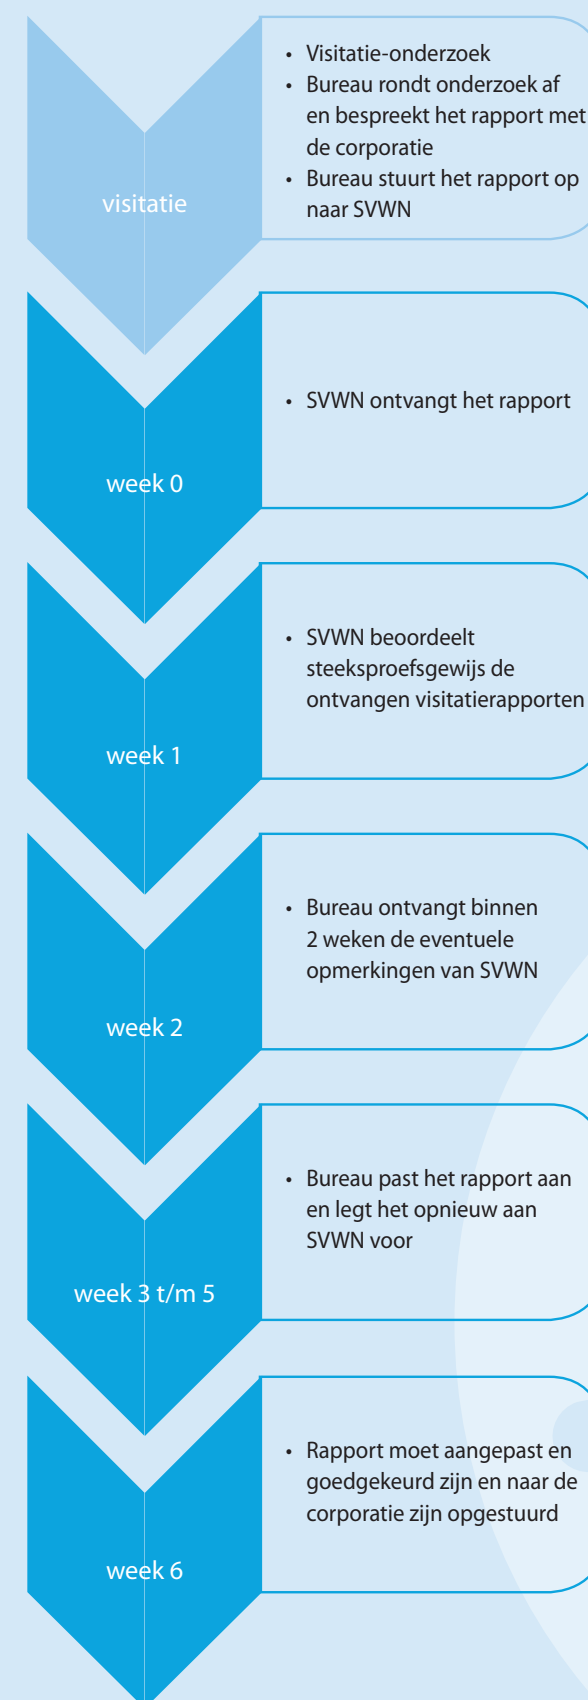 • Visitatie-onderzoek
• Bureau rondt onderzoek af
en bespreekt het rapport met
de corporatie
• Bureau stuurt het rapport op
naar SVWN
visitatie
• SVWN ontvangt het rapport
week 0
• SVWN beoordeelt
steeksproefsgewijs de
ontvangen visitatierapporten
week 1
• Bureau ontvangt binnen
2 weken de eventuele
opmerkingen van SVWN
week 2
• Bureau past het rapport aan
en legt het opnieuw aan
SVWN voor
week 3 t/m 5
• Rapport moet aangepast en
goedgekeurd zijn en naar de
corporatie zijn opgestuurd
week 6